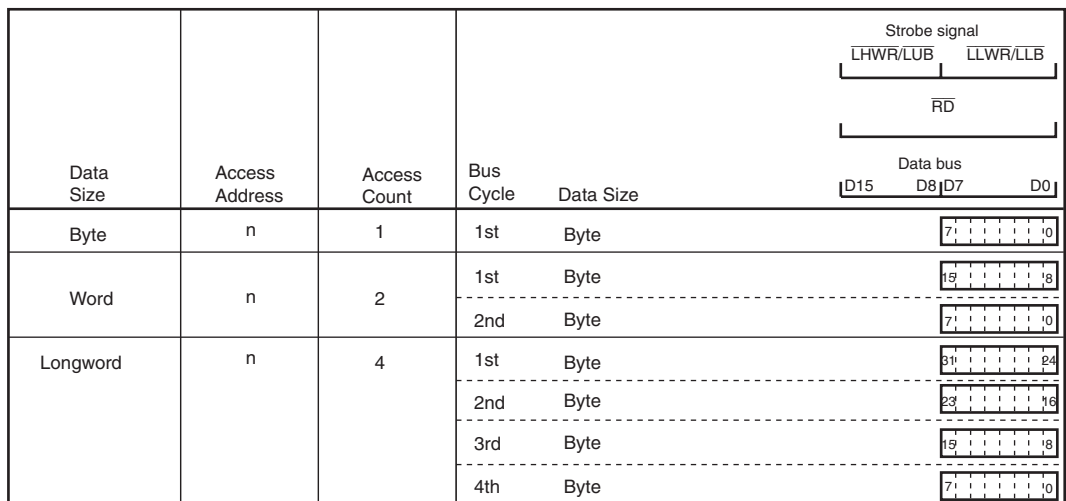 Strobe signal
LHWR/LUB LLWR/LLB
RD
Data Size Access Address Access Count Bus Cycle Data Size Data bus
D15 D8 D7 D0
Byte n 1 1st Byte 7 0
Word n 2 1st Byte 15 8
2nd Byte 7 0
Longword n 4 1st Byte 31 24
2nd Byte 23 16
3rd Byte 15 8
4th Byte 7 0